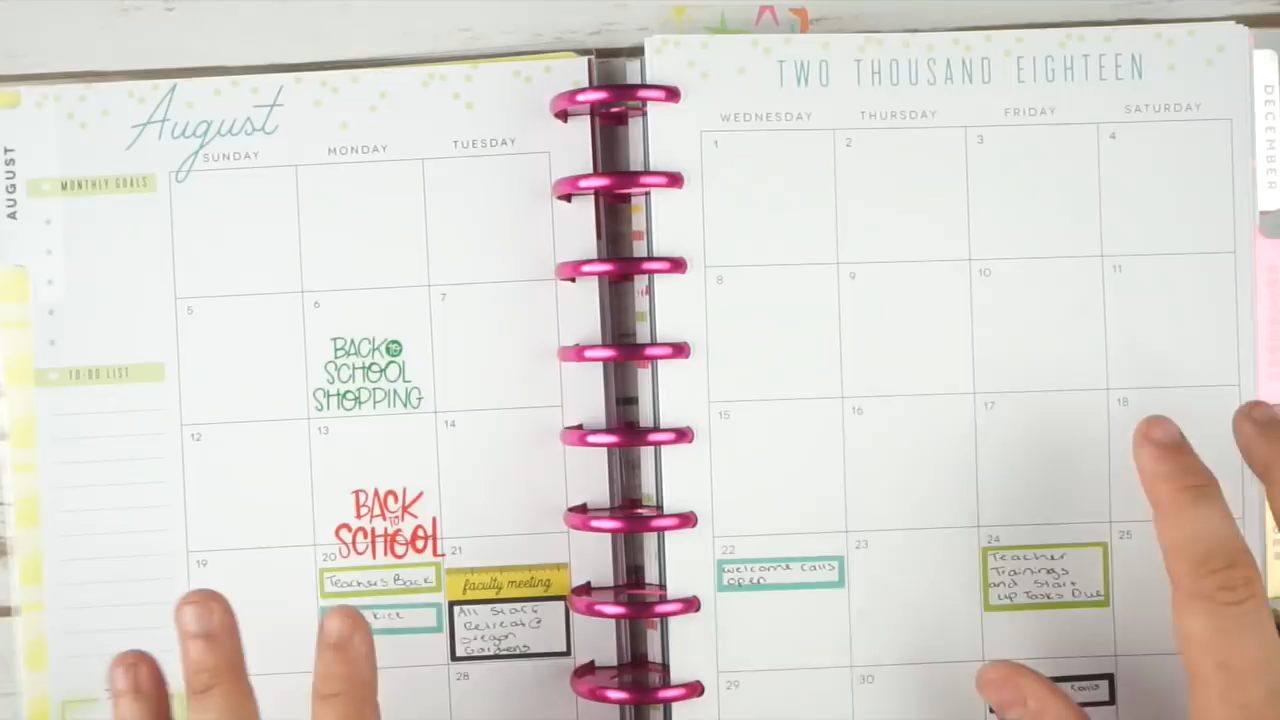 August
TWO THOUSAND EIGHTEEN
AUGUST
DECEMBER
SUNDAY
MONDAY
TUESDAY
WEDNESDAY
THURSDAY
FRIDAY
SATURDAY
MONTHLY GOALS
1
2
3
4
5
6
7
8
9
10
11
BACK TO
SCHOOL
SHOPPING
TO-DO LIST
12
13
14
15
16
17
18
BACK
TO
SCHOOL
19
20
21
22
23
24
25
Teachers Back
faculty meeting
All Staff
Retreat @
Oregon
Gardens
welcome calls
open
Teacher
Trainings
and Start
up Tasks Due
28
29
30
calls